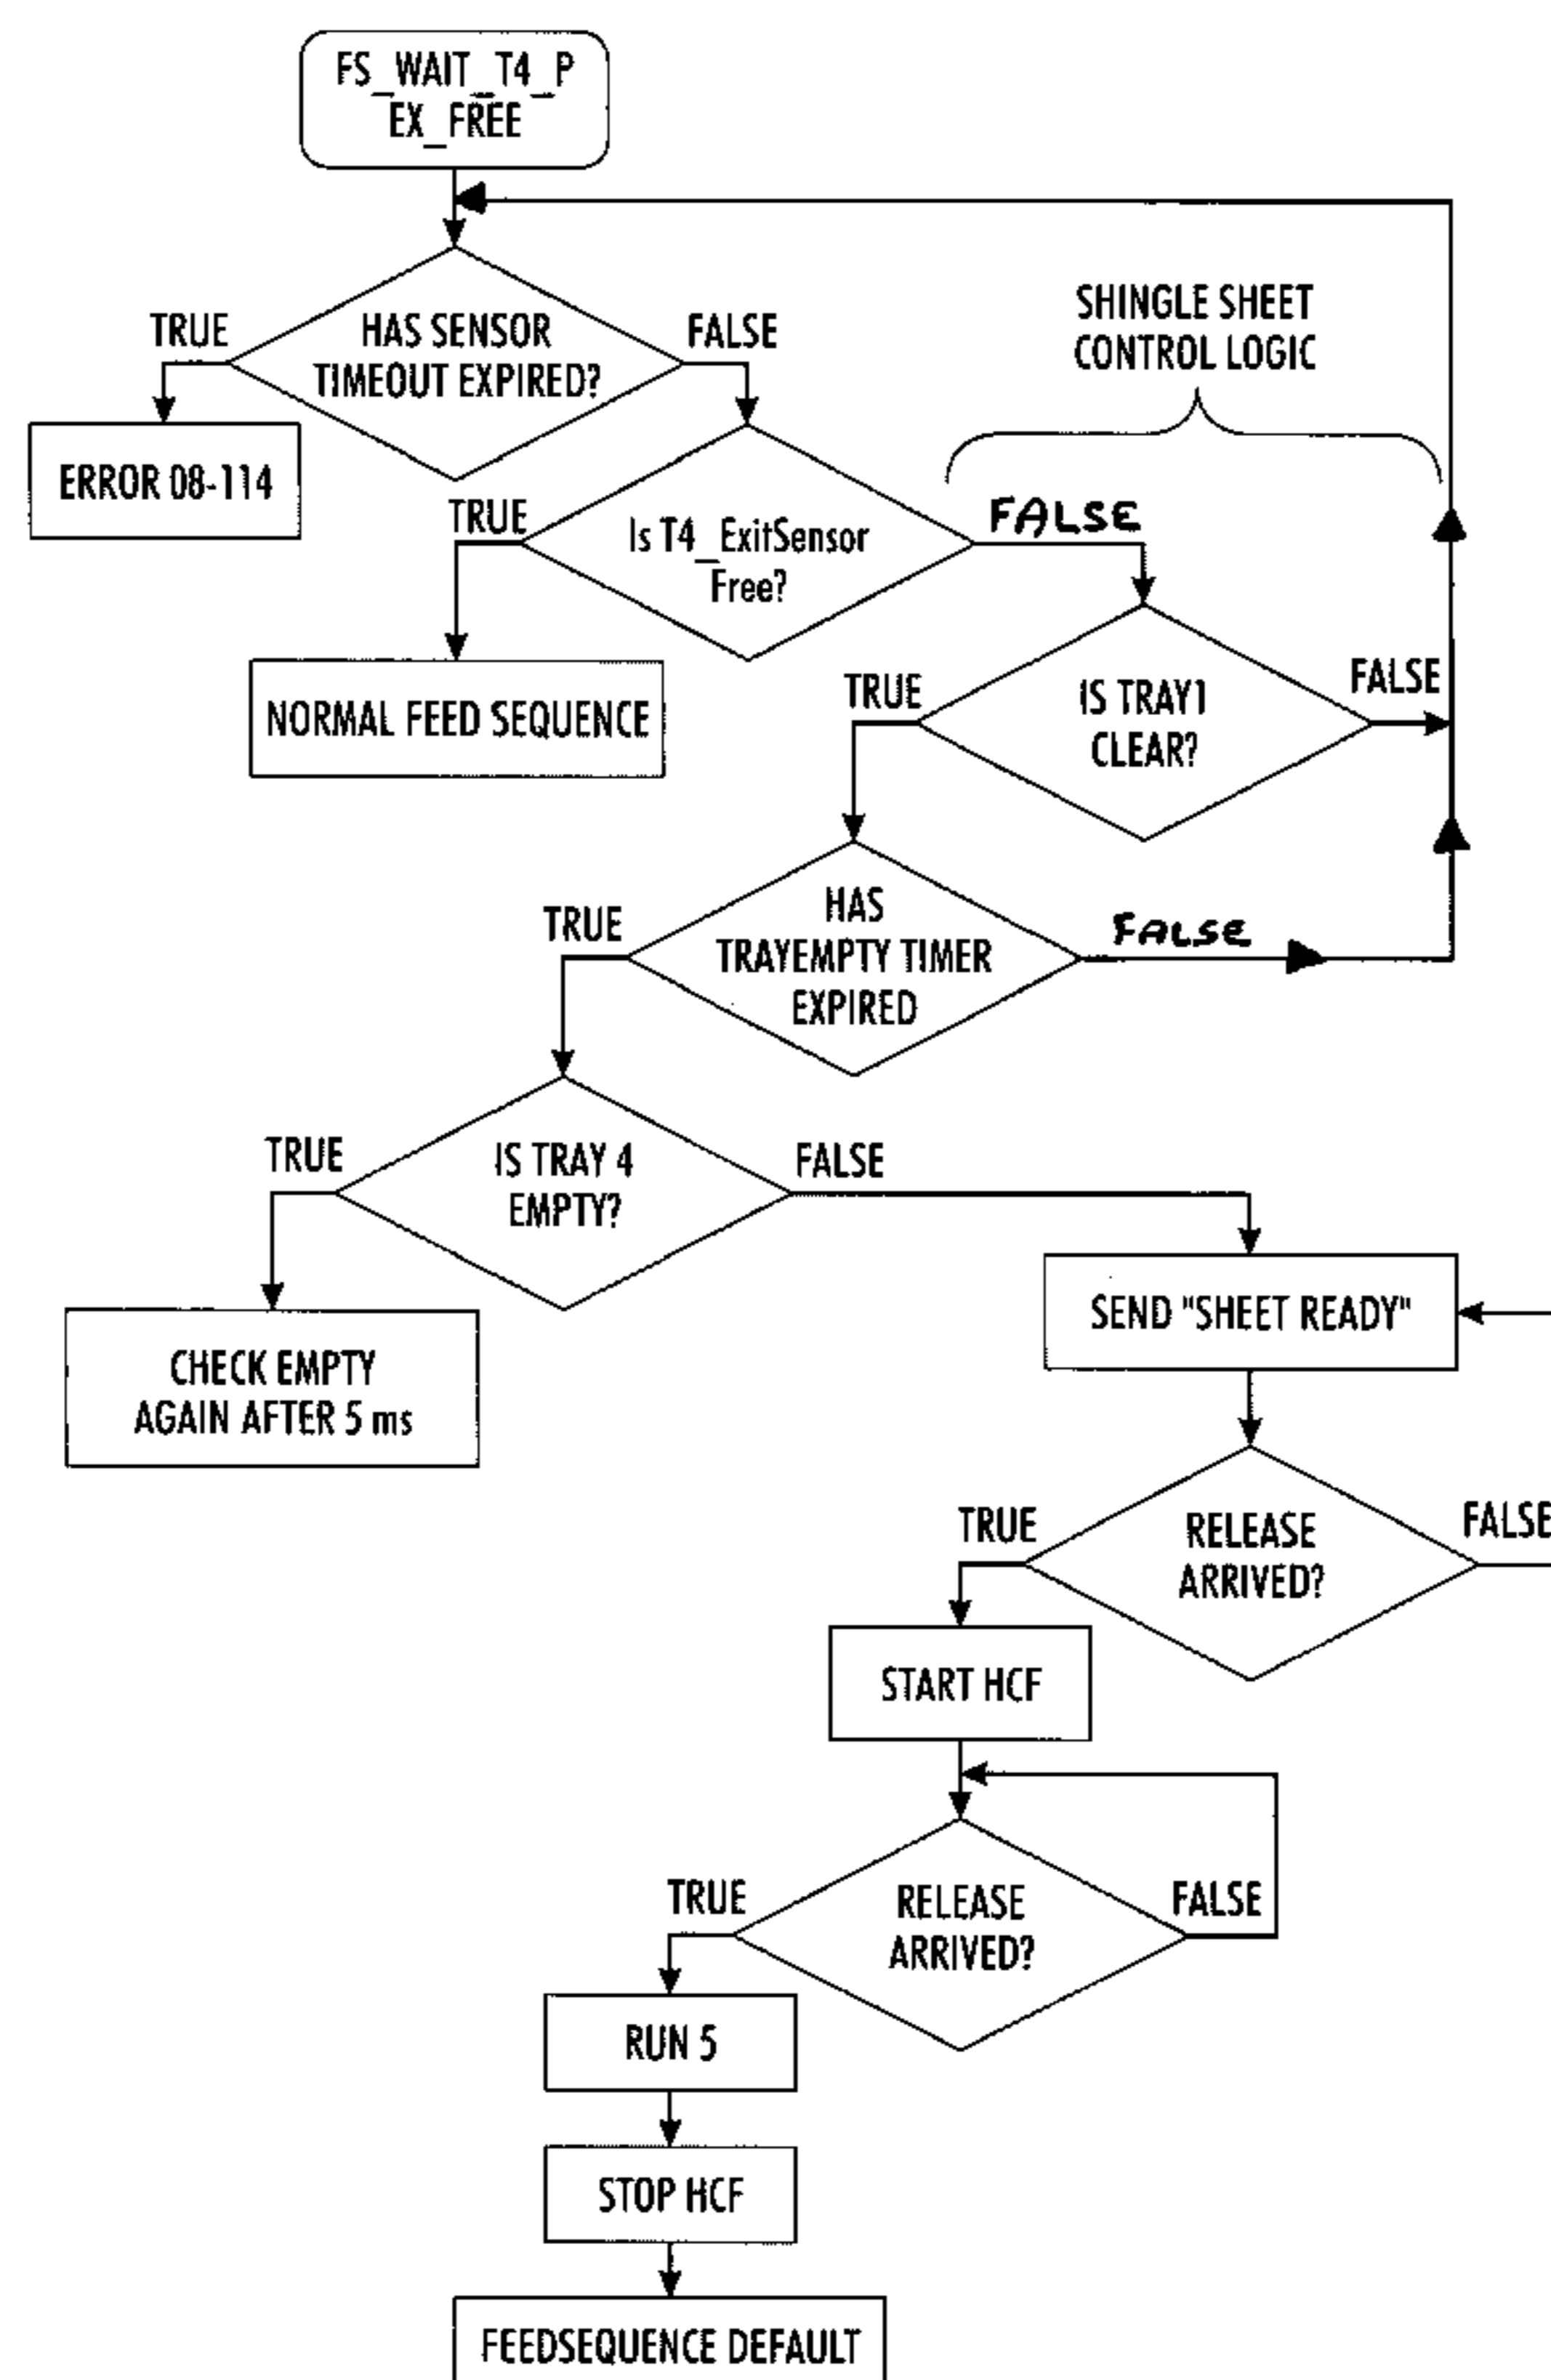 FS_WAIT_T4_P
EX_FREE
HAS SENSOR
TIMEOUT EXPIRED?
TRUE
FALSE
ERROR 08-114
SHINGLE SHEET
CONTROL LOGIC
Is T4_ExitSensor
Free?
TRUE
FALSE
NORMAL FEED SEQUENCE
IS TRAY1
CLEAR?
TRUE
FALSE
HAS
TRAYEMPTY TIMER
EXPIRED
TRUE
FALSE
IS TRAY 4
EMPTY?
TRUE
FALSE
CHECK EMPTY
AGAIN AFTER 5 ms
SEND "SHEET READY"
RELEASE
ARRIVED?
TRUE
FALSE
START HCF
RELEASE
ARRIVED?
TRUE
FALSE
RUN 5
STOP HCF
FEEDSEQUENCE DEFAULT